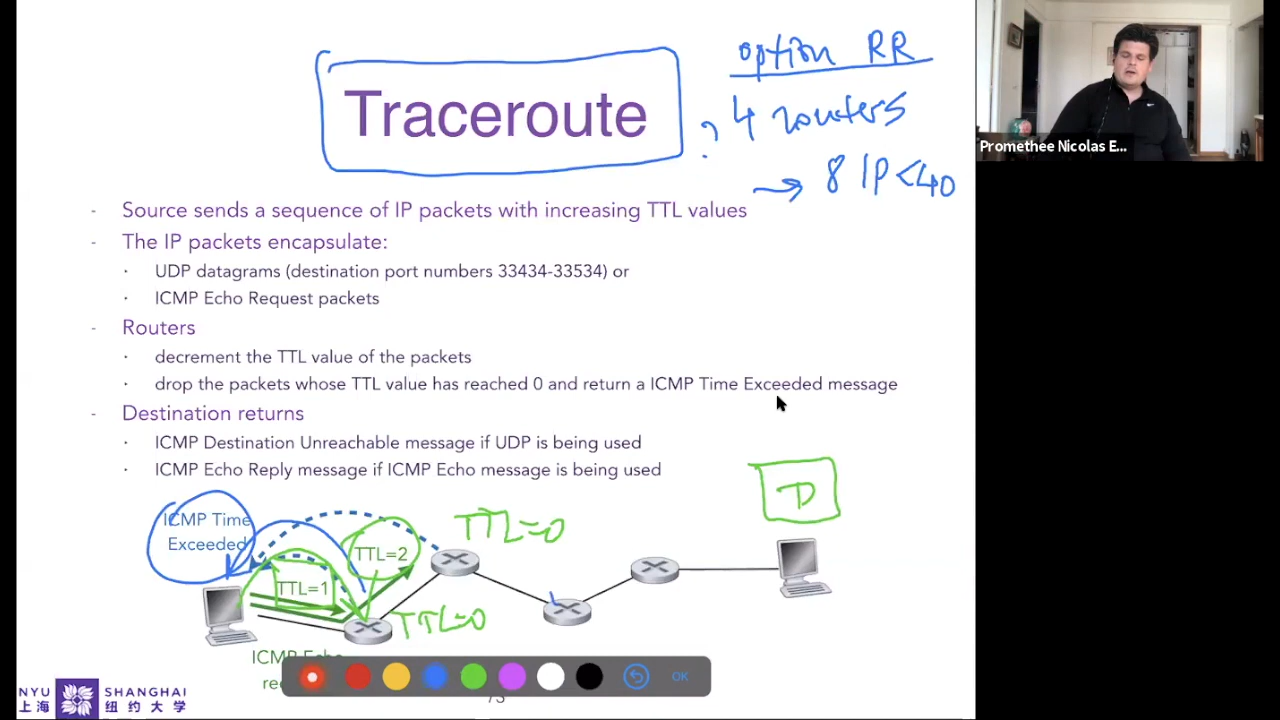 option RR
Traceroute
? 4 routers
→ 8 IP < 40
Promethee Nicolas E...
- Source sends a sequence of IP packets with increasing TTL values
- The IP packets encapsulate:
· UDP datagrams (destination port numbers 33434-33534) or
· ICMP Echo Request packets
- Routers
· decrement the TTL value of the packets
· drop the packets whose TTL value has reached 0 and return a ICMP Time Exceeded message
- Destination returns
· ICMP Destination Unreachable message if UDP is being used
· ICMP Echo Reply message if ICMP Echo message is being used
D
ICMP Time
Exceeded
TTL=2
TTL=0
TTL=1
TTL=0
ICMP Echo
OK
NYU SHANGHAI
上海 纽约大学